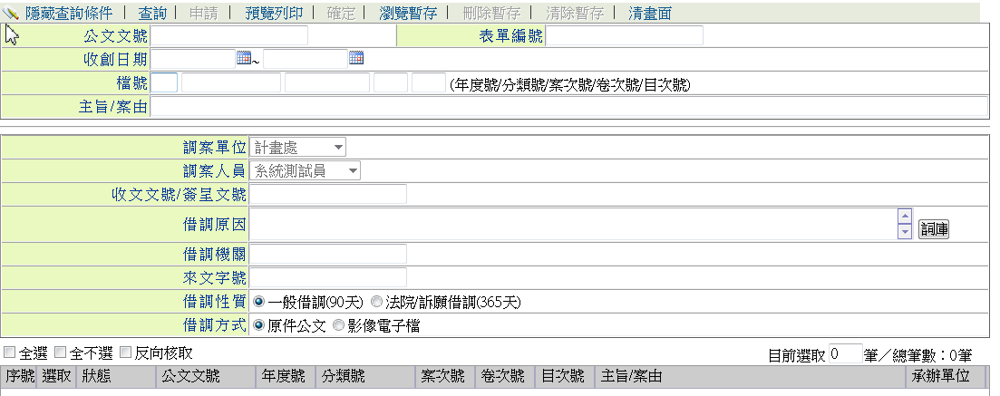 隱藏查詢條件 | 查詢 | 申請 | 預覽列印 | 確定 | 瀏覽暫存 | 刪除暫存 | 清除暫存 | 清畫面
公文文號 表單編號
收創日期 ~
檔號 (年度號/分類號/案次號/卷次號/目次號)
主旨/案由
調案單位 計畫處
調案人員 系統測試員
收文文號/簽呈文號
借調原因 詞庫
借調機關
來文字號
借調性質 一般借調(90天) 法院/訴願借調(365天)
借調方式 原件公文 影像電子檔
全選 全不選 反向核取 目前選取 0 筆／總筆數：0筆
序號 選取 狀態 公文文號 年度號 分類號 案次號 卷次號 目次號 主旨/案由 承辦單位